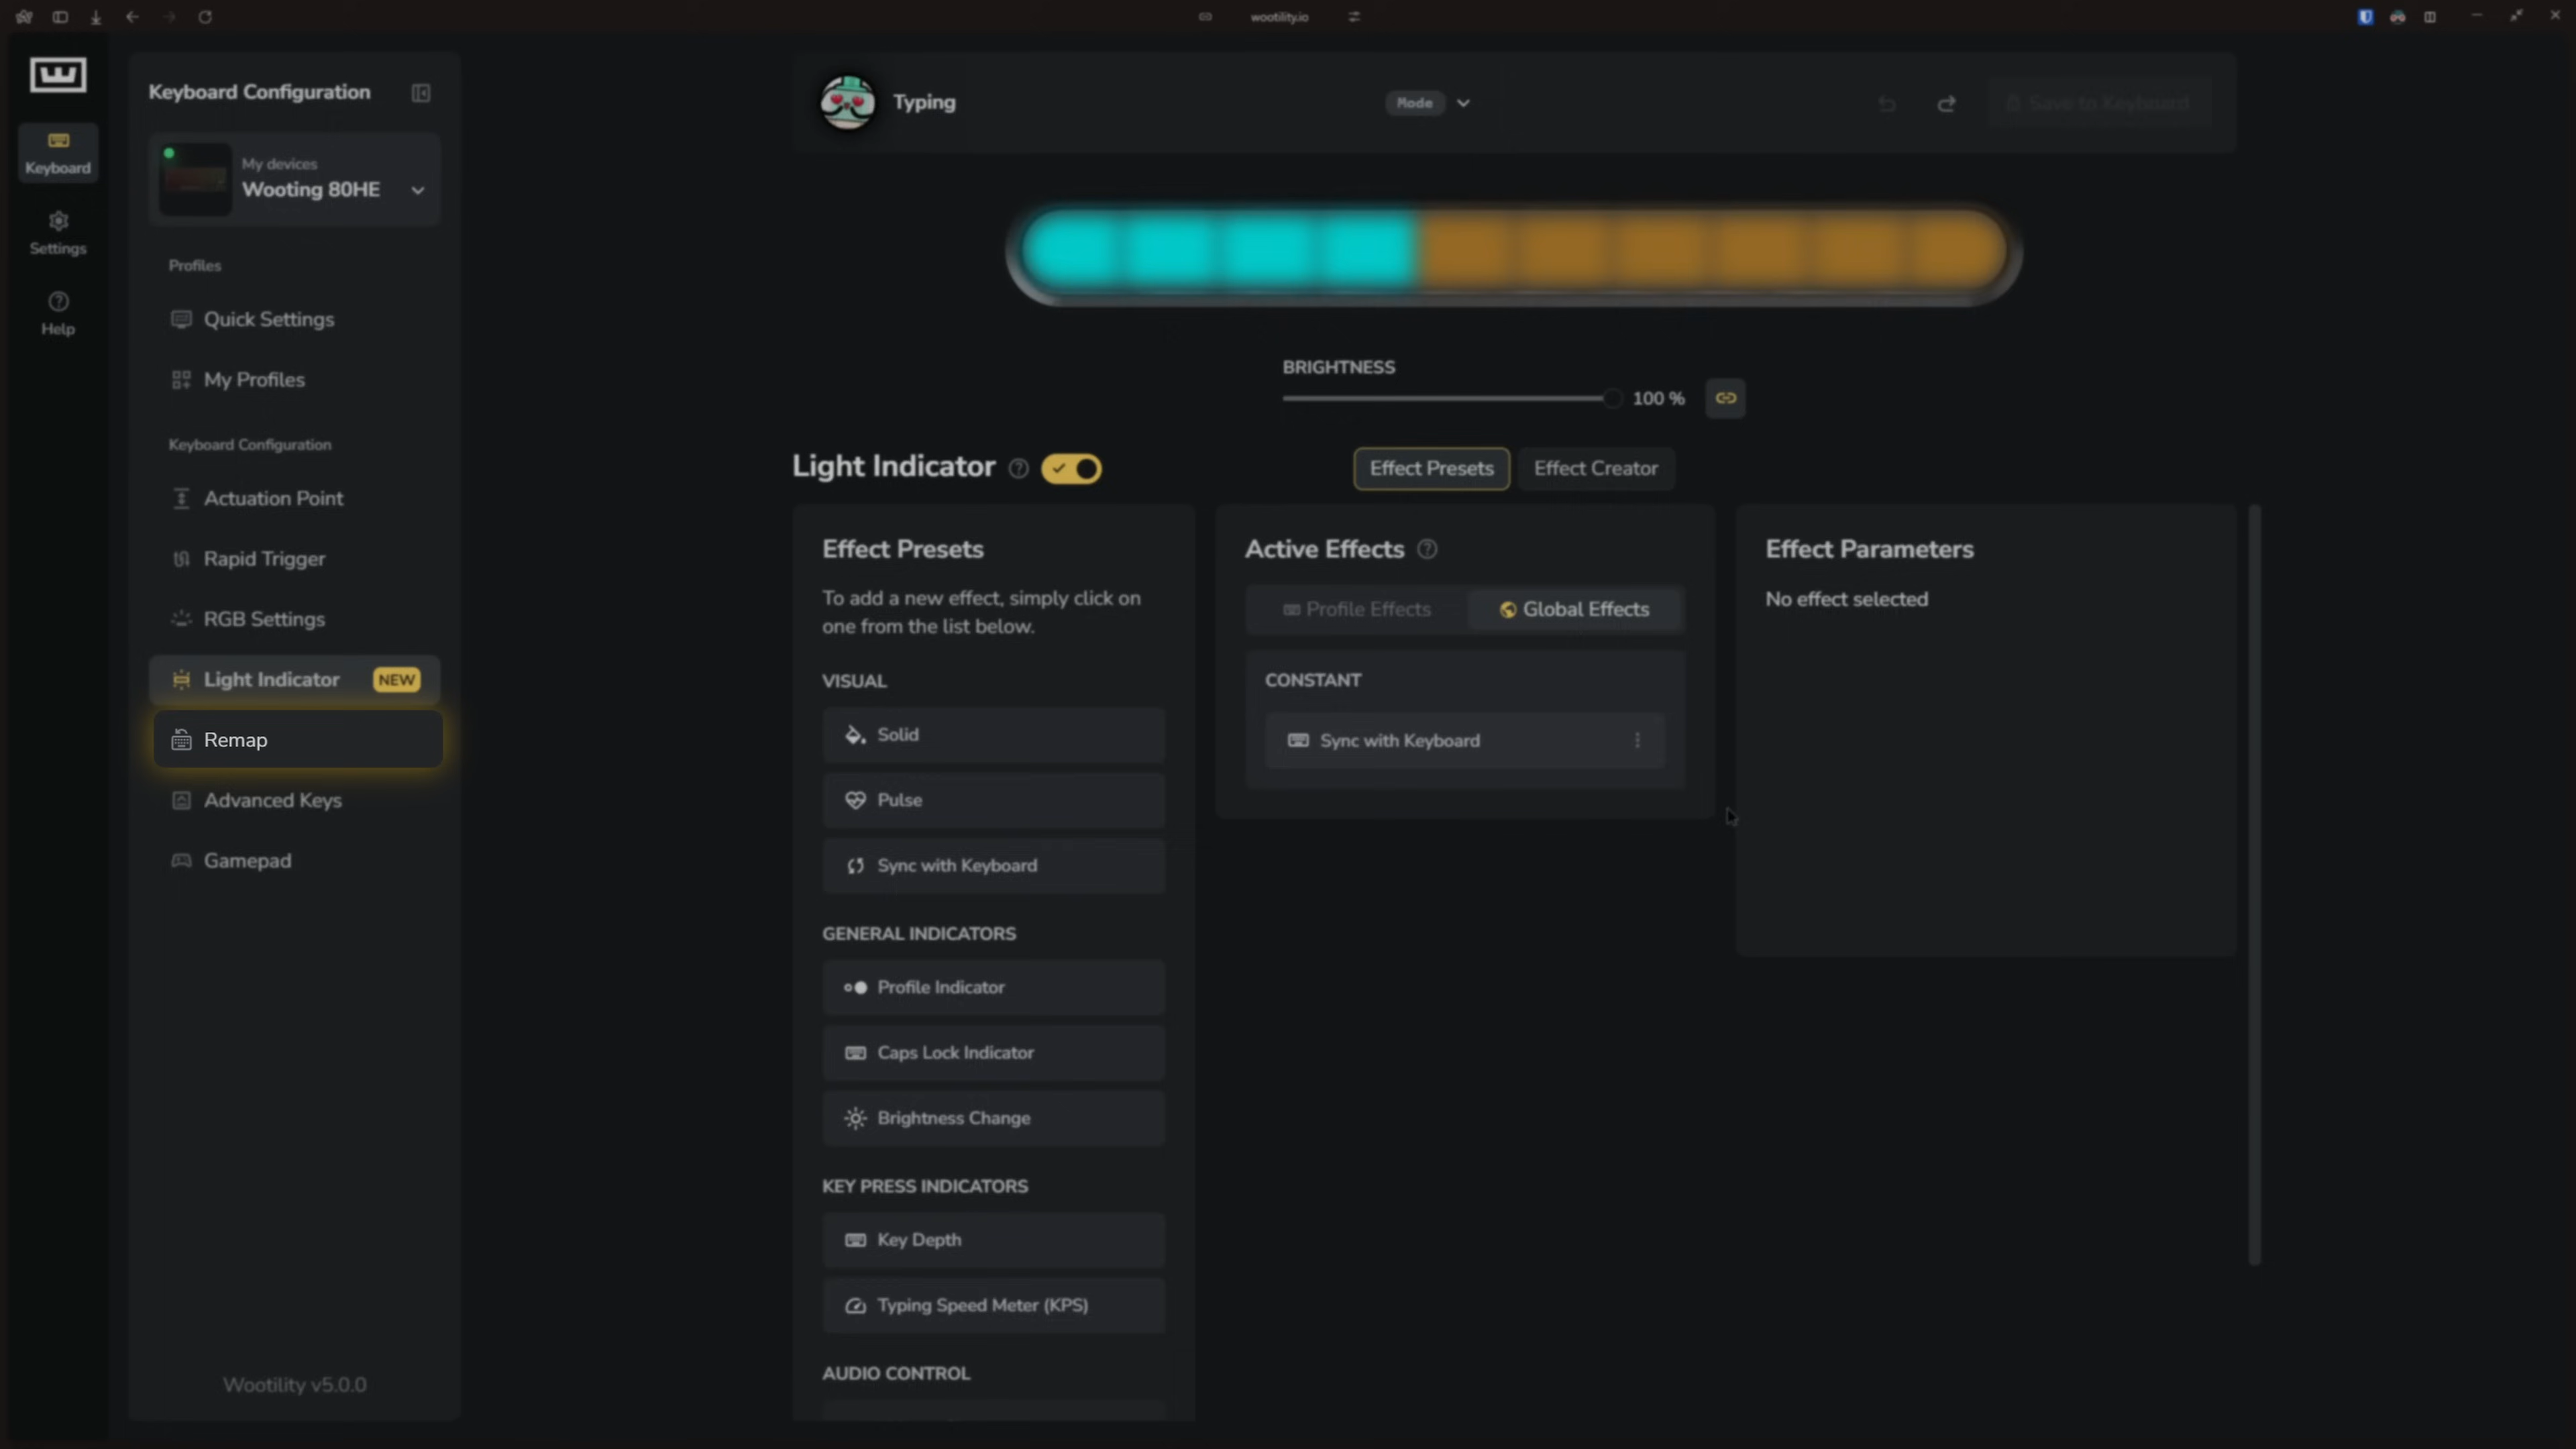 wootility.io
Keyboard Configuration
Keyboard
Settings
Help
My devices
Wooting 80HE
Profiles
Quick Settings
My Profiles
Keyboard Configuration
Actuation Point
Rapid Trigger
RGB Settings
Light Indicator NEW
Remap
Advanced Keys
Gamepad
Wootility v5.0.0
Typing
Mode
Save to Keyboard
BRIGHTNESS
100 %
Light Indicator
Effect Presets
Effect Creator
Effect Presets
To add a new effect, simply click on
one from the list below.
VISUAL
Solid
Pulse
Sync with Keyboard
GENERAL INDICATORS
Profile Indicator
Caps Lock Indicator
Brightness Change
KEY PRESS INDICATORS
Key Depth
Typing Speed Meter (KPS)
AUDIO CONTROL
Active Effects
Profile Effects
Global Effects
CONSTANT
Sync with Keyboard
Effect Parameters
No effect selected